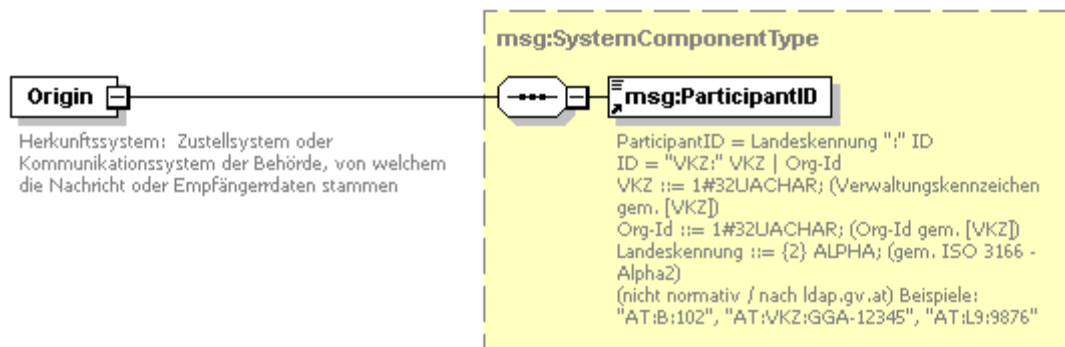 msg:SystemComponentType
Origin
msg:ParticipantID
Herkunftssystem: Zustellsystem oder
Kommunikationssystem der Behörde, von welchem
die Nachricht oder Empfängerrdaten stammen
ParticipantID = Landeskennung ":" ID
ID = "VKZ:" VKZ | Org-Id
VKZ ::= 1#32UACHAR; (Verwaltungskennzeichen
gem. [VKZ])
Org-Id ::= 1#32UACHAR; (Org-Id gem. [VKZ])
Landeskennung ::= {2} ALPHA; (gem. ISO 3166 -
Alpha2)
(nicht normativ / nach ldap.gv.at) Beispiele:
"AT:B:102", "AT:VKZ:GGA-12345", "AT:L9:9876"